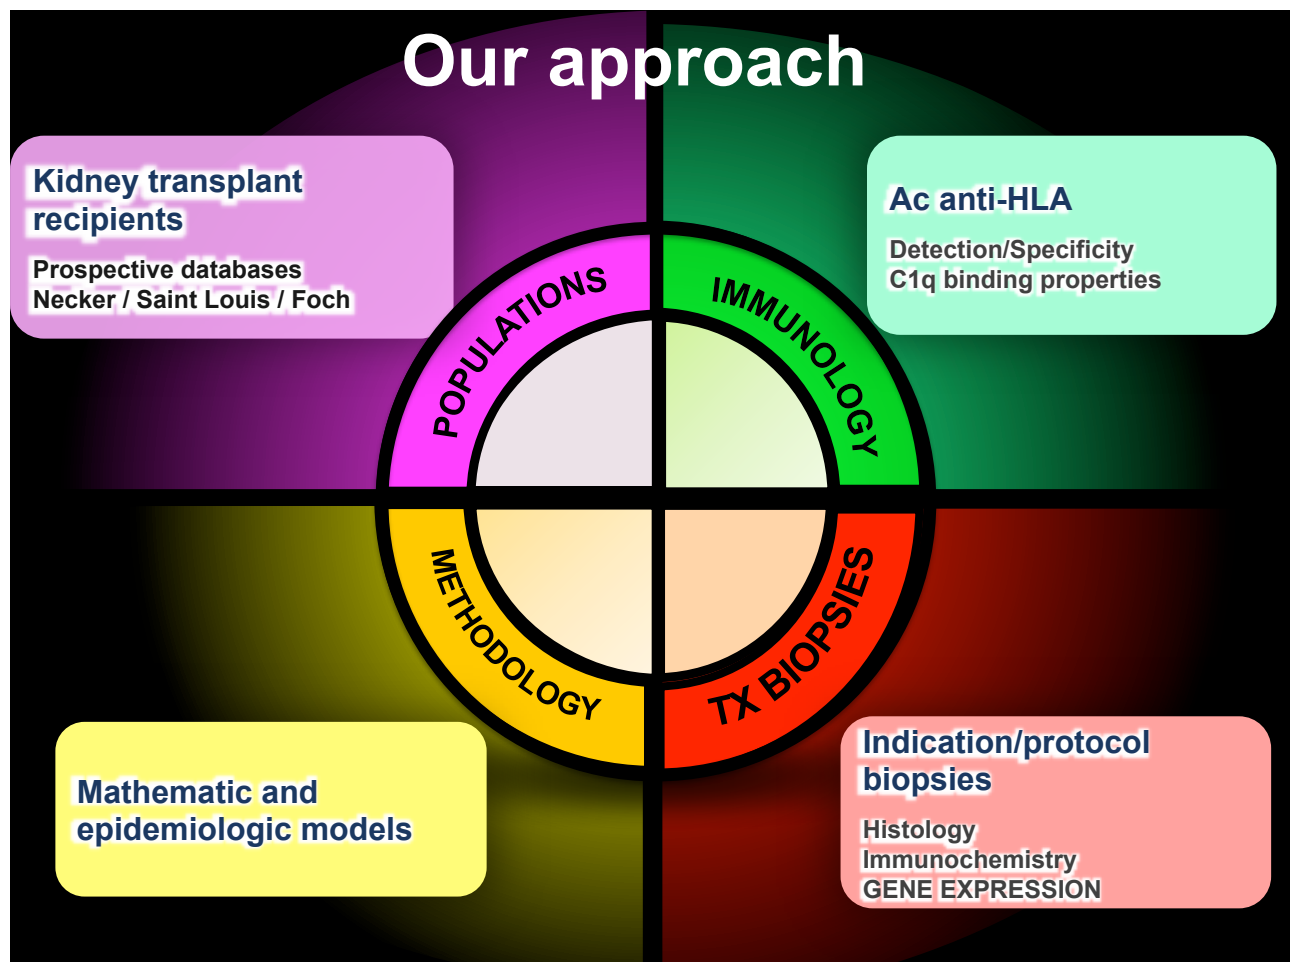 Our approach
Kidney transplant
recipients
Prospective databases
Necker / Saint Louis / Foch
Ac anti-HLA
Detection/Specificity
C1q binding properties
POPULATIONS
IMMUNOLOGY
METHODOLOGY
TX BIOPSIES
Mathematic and
epidemiologic models
Indication/protocol
biopsies
Histology
Immunochemistry
GENE EXPRESSION